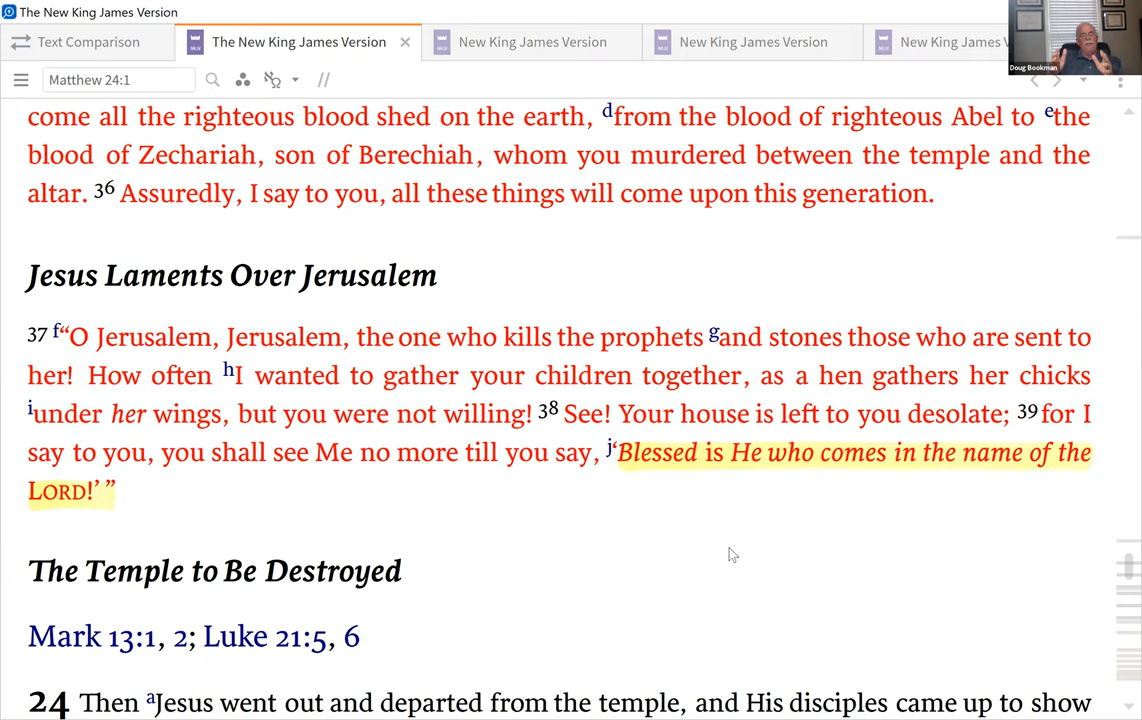 The New King James Version
Text Comparison
The New King James Version
New King James Version
New King James Version
New King James V
Doug Bookman
Matthew 24:1
come all the righteous blood shed on the earth, dfrom the blood of righteous Abel to ethe
blood of Zechariah, son of Berechiah, whom you murdered between the temple and the
altar. 36 Assuredly, I say to you, all these things will come upon this generation.
Jesus Laments Over Jerusalem
37 f“O Jerusalem, Jerusalem, the one who kills the prophets gand stones those who are sent to
her! How often hI wanted to gather your children together, as a hen gathers her chicks
iunder her wings, but you were not willing! 38 See! Your house is left to you desolate; 39 for I
say to you, you shall see Me no more till you say, j‘Blessed is He who comes in the name of the
LORD!’ ”
The Temple to Be Destroyed
Mark 13:1, 2; Luke 21:5, 6
24 Then aJesus went out and departed from the temple, and His disciples came up to show